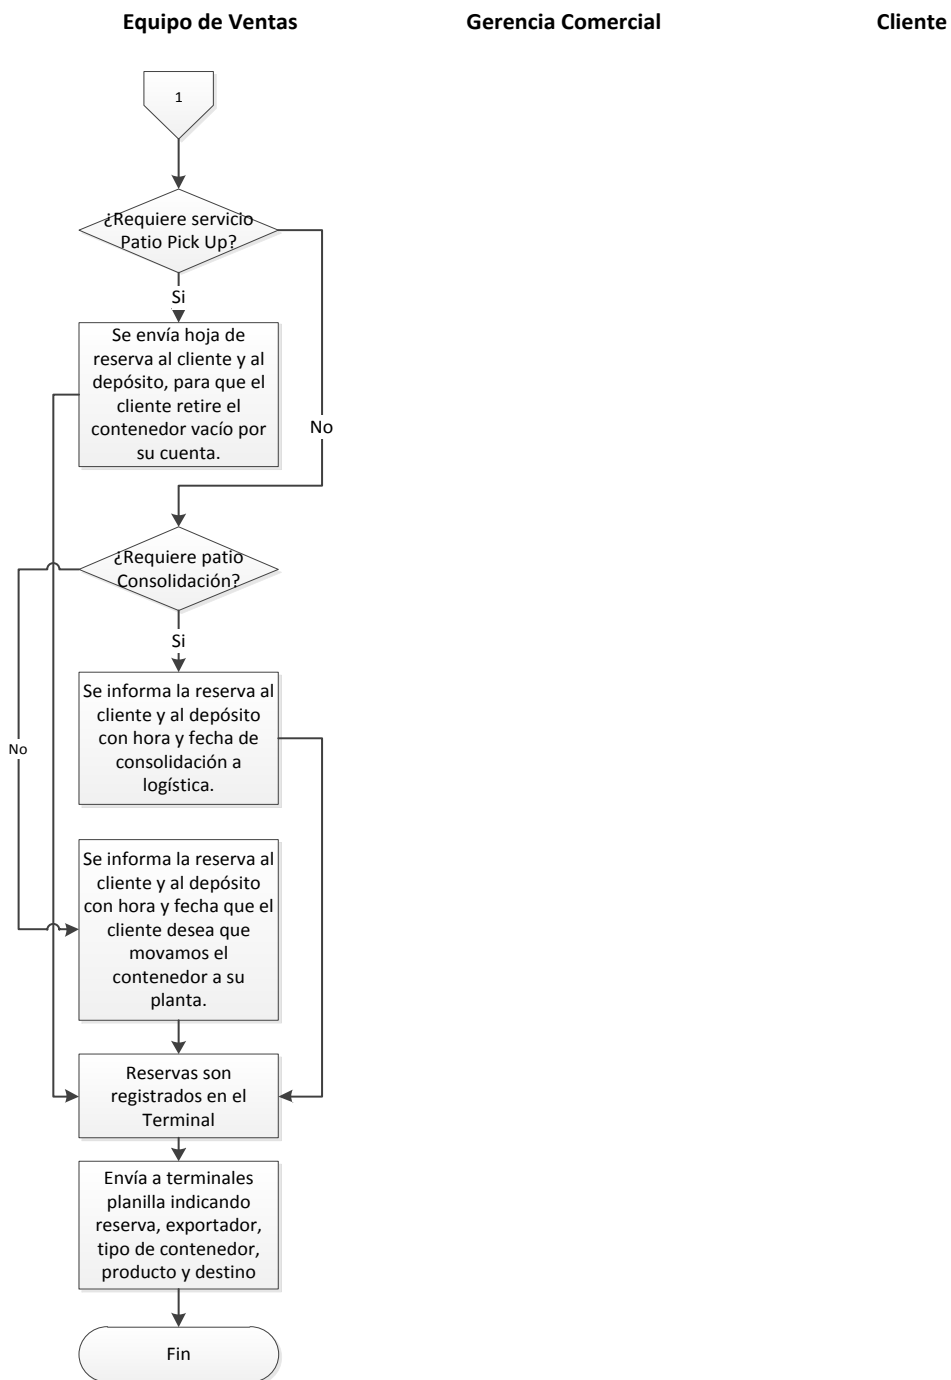 Equipo de Ventas
Gerencia Comercial
Cliente
1
¿Requiere servicio
Patio Pick Up?
Si
Se envía hoja de
reserva al cliente y al
depósito, para que el
cliente retire el
contenedor vacío por
su cuenta.
No
¿Requiere patio
Consolidación?
Si
Se informa la reserva al
cliente y al depósito
con hora y fecha de
consolidación a
logística.
No
Se informa la reserva al
cliente y al depósito
con hora y fecha que el
cliente desea que
movamos el
contenedor a su
planta.
Reservas son
registrados en el
Terminal
Envía a terminales
planilla indicando
reserva, exportador,
tipo de contenedor,
producto y destino
Fin